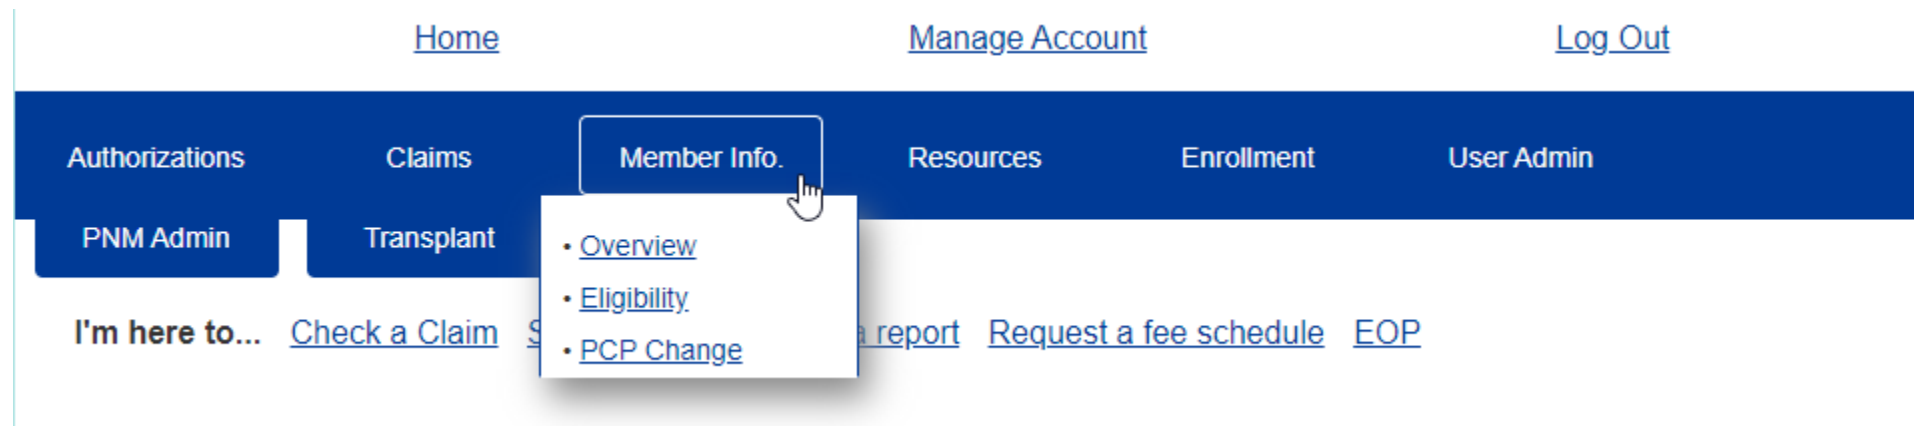 Home Manage Account Log Out
Authorizations Claims Member Info. Resources Enrollment User Admin
PNM Admin Transplant
• Overview
• Eligibility
• PCP Change
I'm here to... Check a Claim report Request a fee schedule EOP